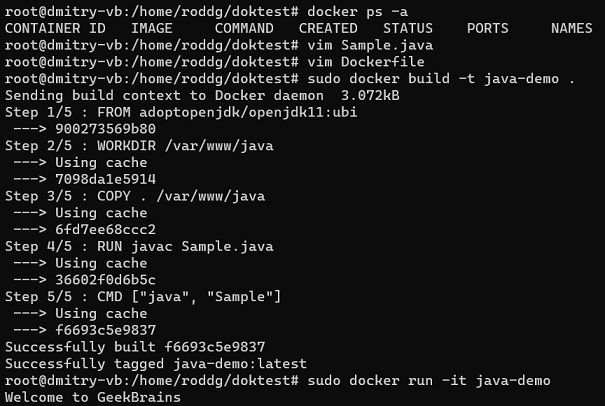 root@dmitry-vb:/home/roddg/doktest# docker ps -a
CONTAINER ID   IMAGE     COMMAND   CREATED   STATUS    PORTS     NAMES
root@dmitry-vb:/home/roddg/doktest# vim Sample.java
root@dmitry-vb:/home/roddg/doktest# vim Dockerfile
root@dmitry-vb:/home/roddg/doktest# sudo docker build -t java-demo .
Sending build context to Docker daemon  3.072kB
Step 1/5 : FROM adoptopenjdk/openjdk11:ubi
 ---> 900273569b80
Step 2/5 : WORKDIR /var/www/java
 ---> Using cache
 ---> 7098da1e5914
Step 3/5 : COPY . /var/www/java
 ---> Using cache
 ---> 6fd7ee68ccc2
Step 4/5 : RUN javac Sample.java
 ---> Using cache
 ---> 36602f0d6b5c
Step 5/5 : CMD ["java", "Sample"]
 ---> Using cache
 ---> f6693c5e9837
Successfully built f6693c5e9837
Successfully tagged java-demo:latest
root@dmitry-vb:/home/roddg/doktest# sudo docker run -it java-demo
Welcome to GeekBrains